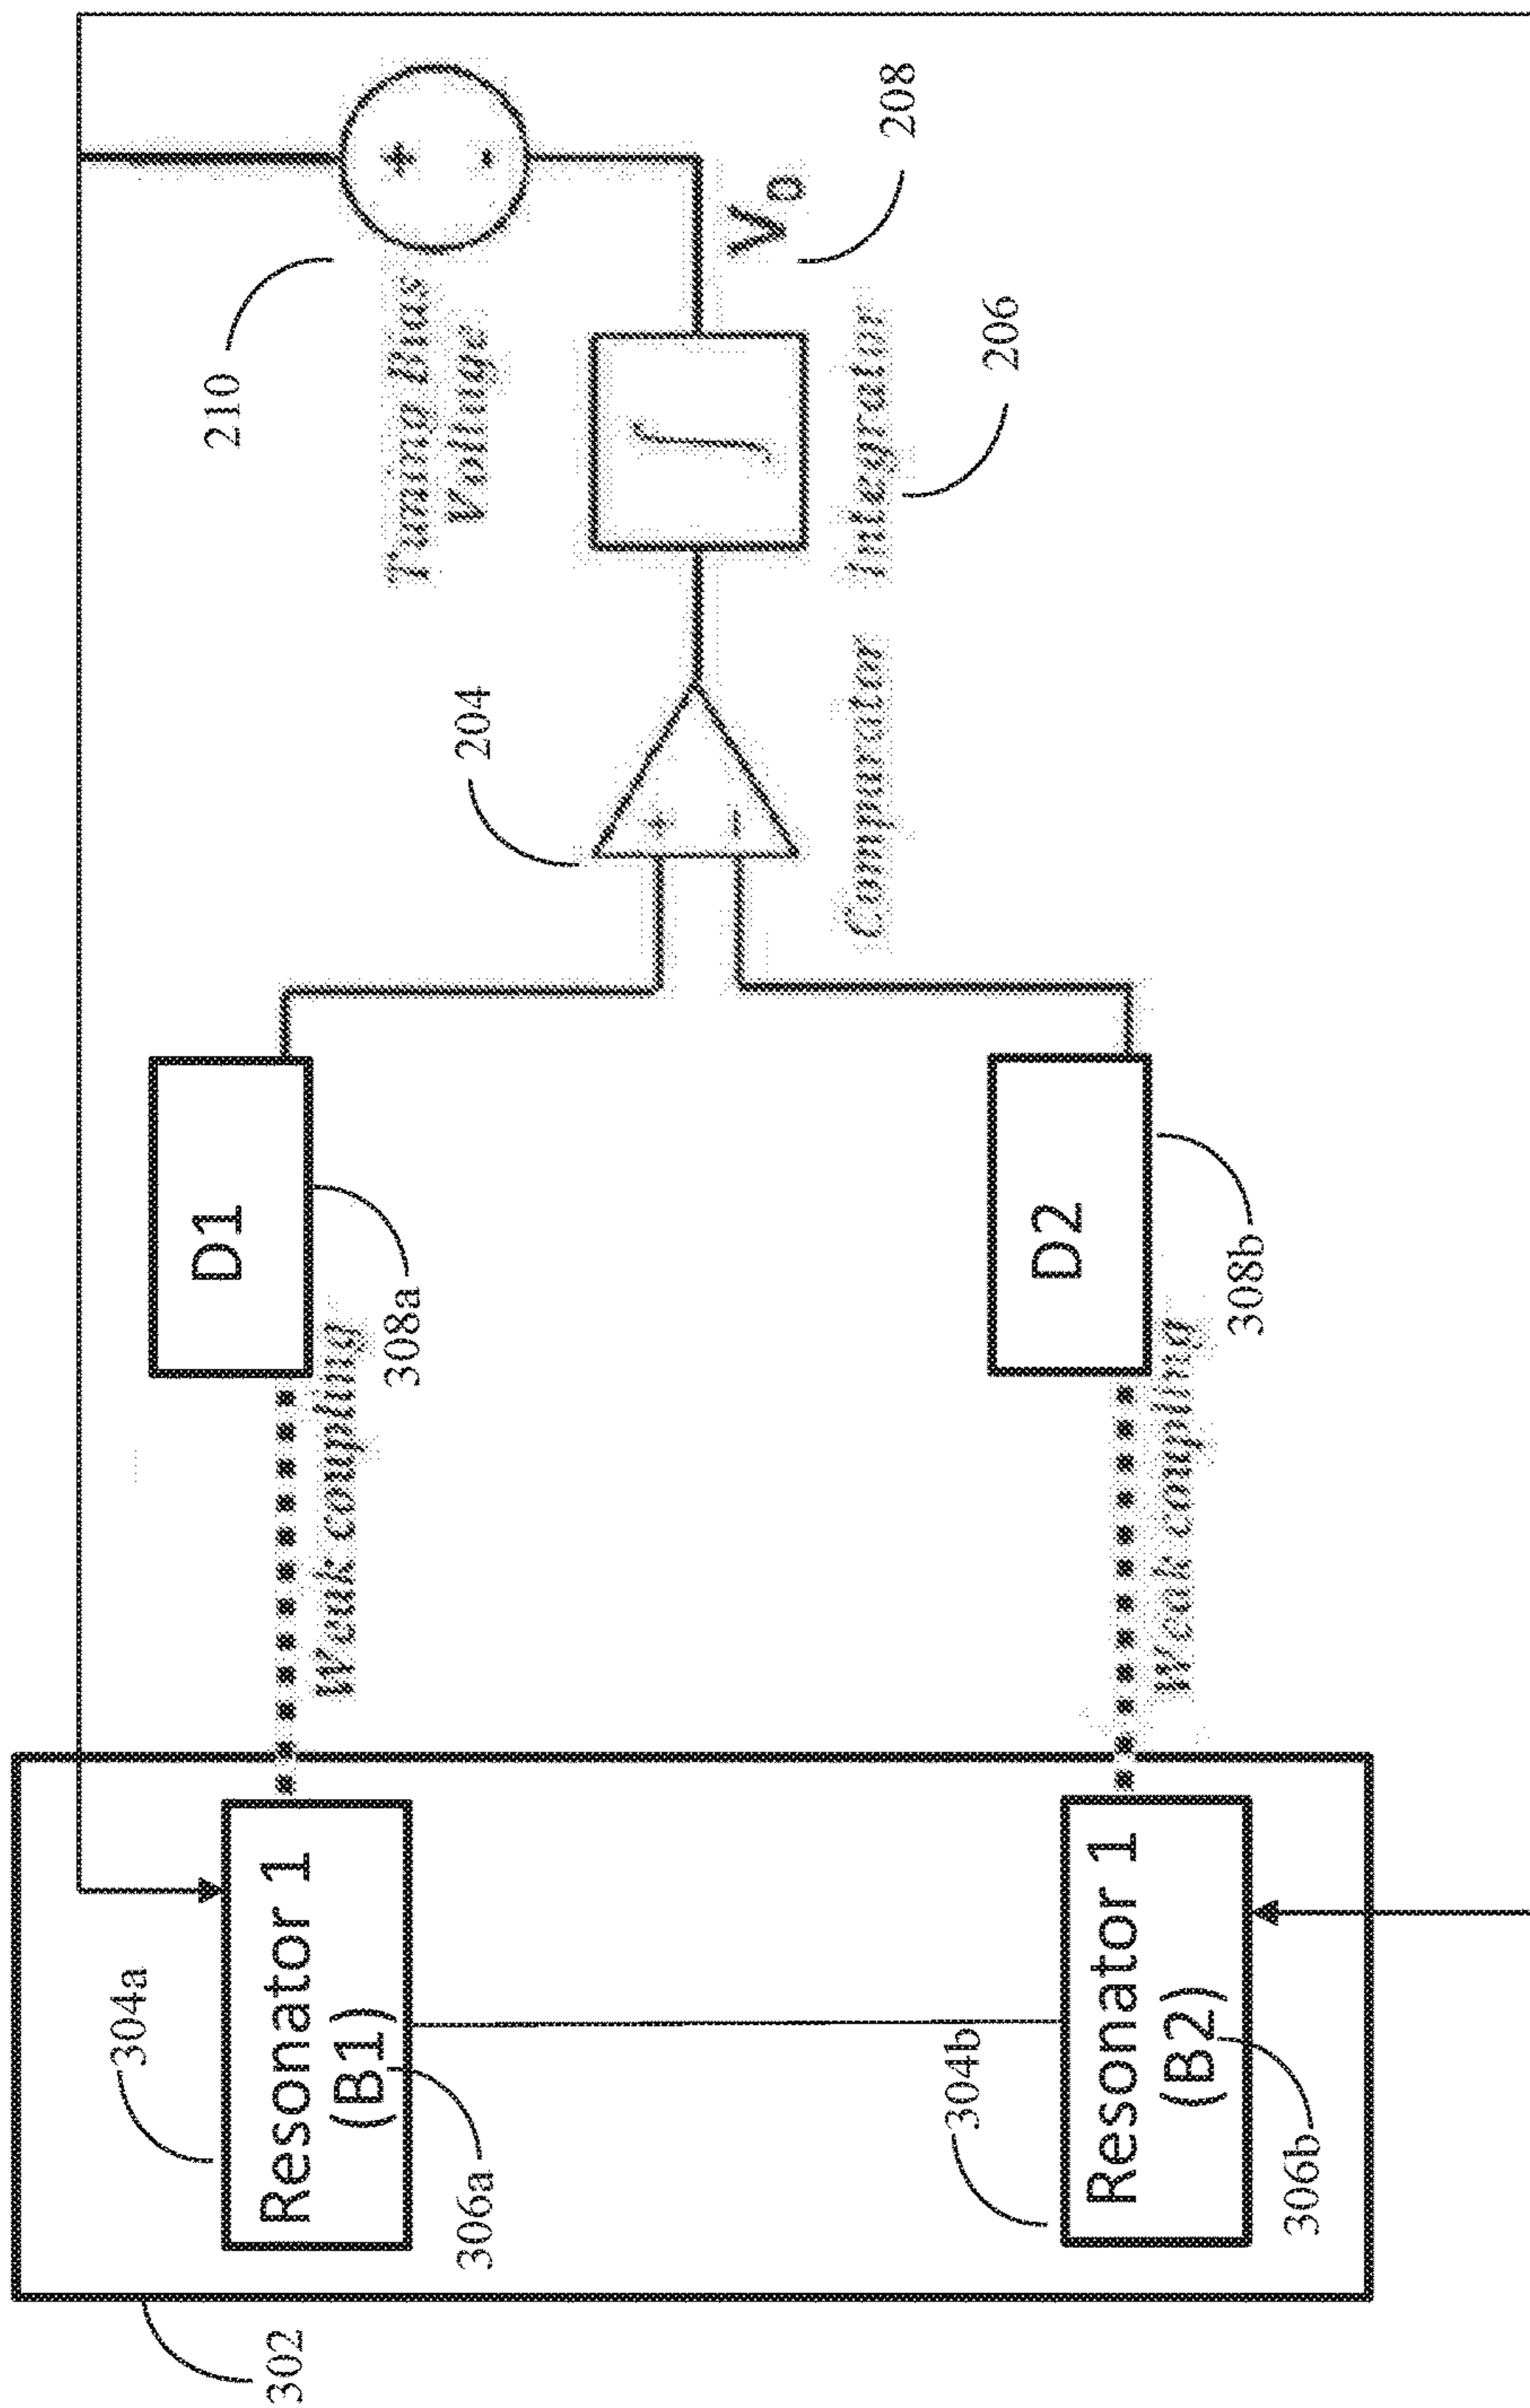 302
304a
Resonator 1
(B1)
306a
304b
Resonator 1
(B2)
306b
Weak coupling
Weak coupling
D1
308a
D2
308b
204
+
-
Comparator
Integrator
206
∫
210
Tuning Bias
Voltage
+
-
V0
208